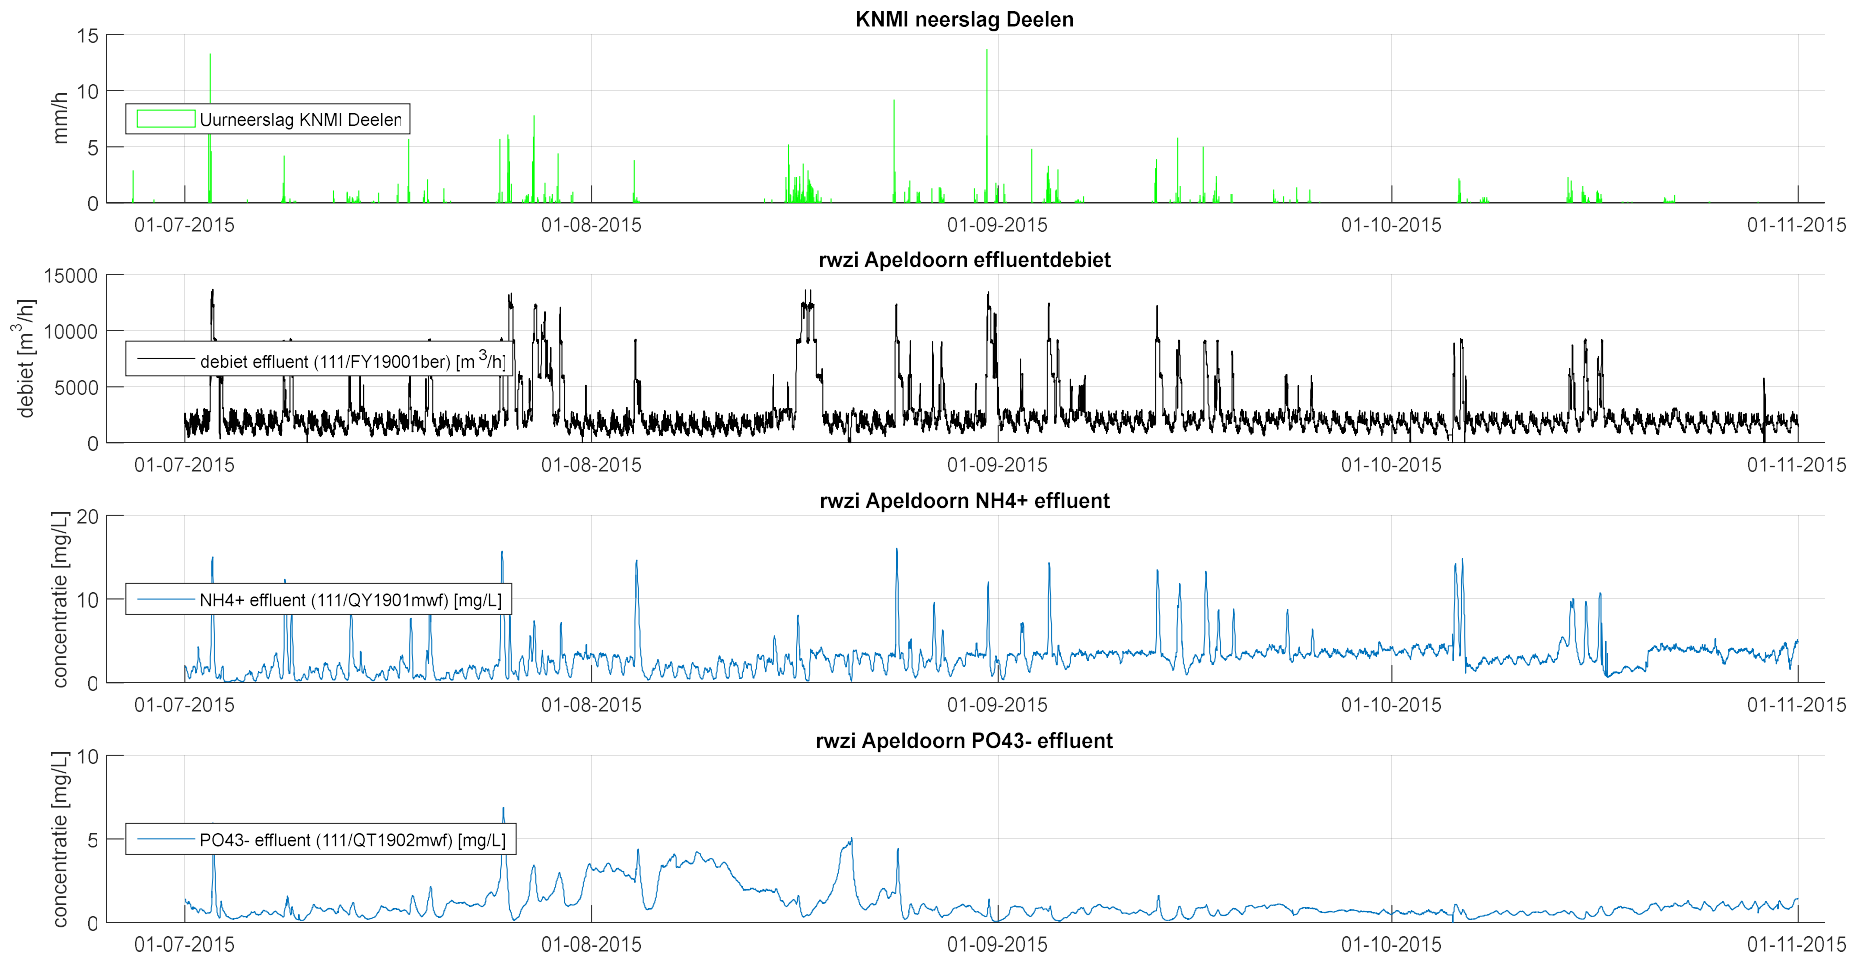 KNMI neerslag Deelen
15
10
5
0
mm/h
Uurneerslag KNMI Deelen
01-07-2015 01-08-2015 01-09-2015 01-10-2015 01-11-2015
rwzi Apeldoorn effluentdebiet
15000
10000
5000
0
debiet [m³/h]
debiet effluent (111/FY19001ber) [m³/h]
01-07-2015 01-08-2015 01-09-2015 01-10-2015 01-11-2015
rwzi Apeldoorn NH4+ effluent
20
10
0
concentratie [mg/L]
NH4+ effluent (111/QY1901mwf) [mg/L]
01-07-2015 01-08-2015 01-09-2015 01-10-2015 01-11-2015
rwzi Apeldoorn PO43- effluent
10
5
0
concentratie [mg/L]
PO43- effluent (111/QT1902mwf) [mg/L]
01-07-2015 01-08-2015 01-09-2015 01-10-2015 01-11-2015